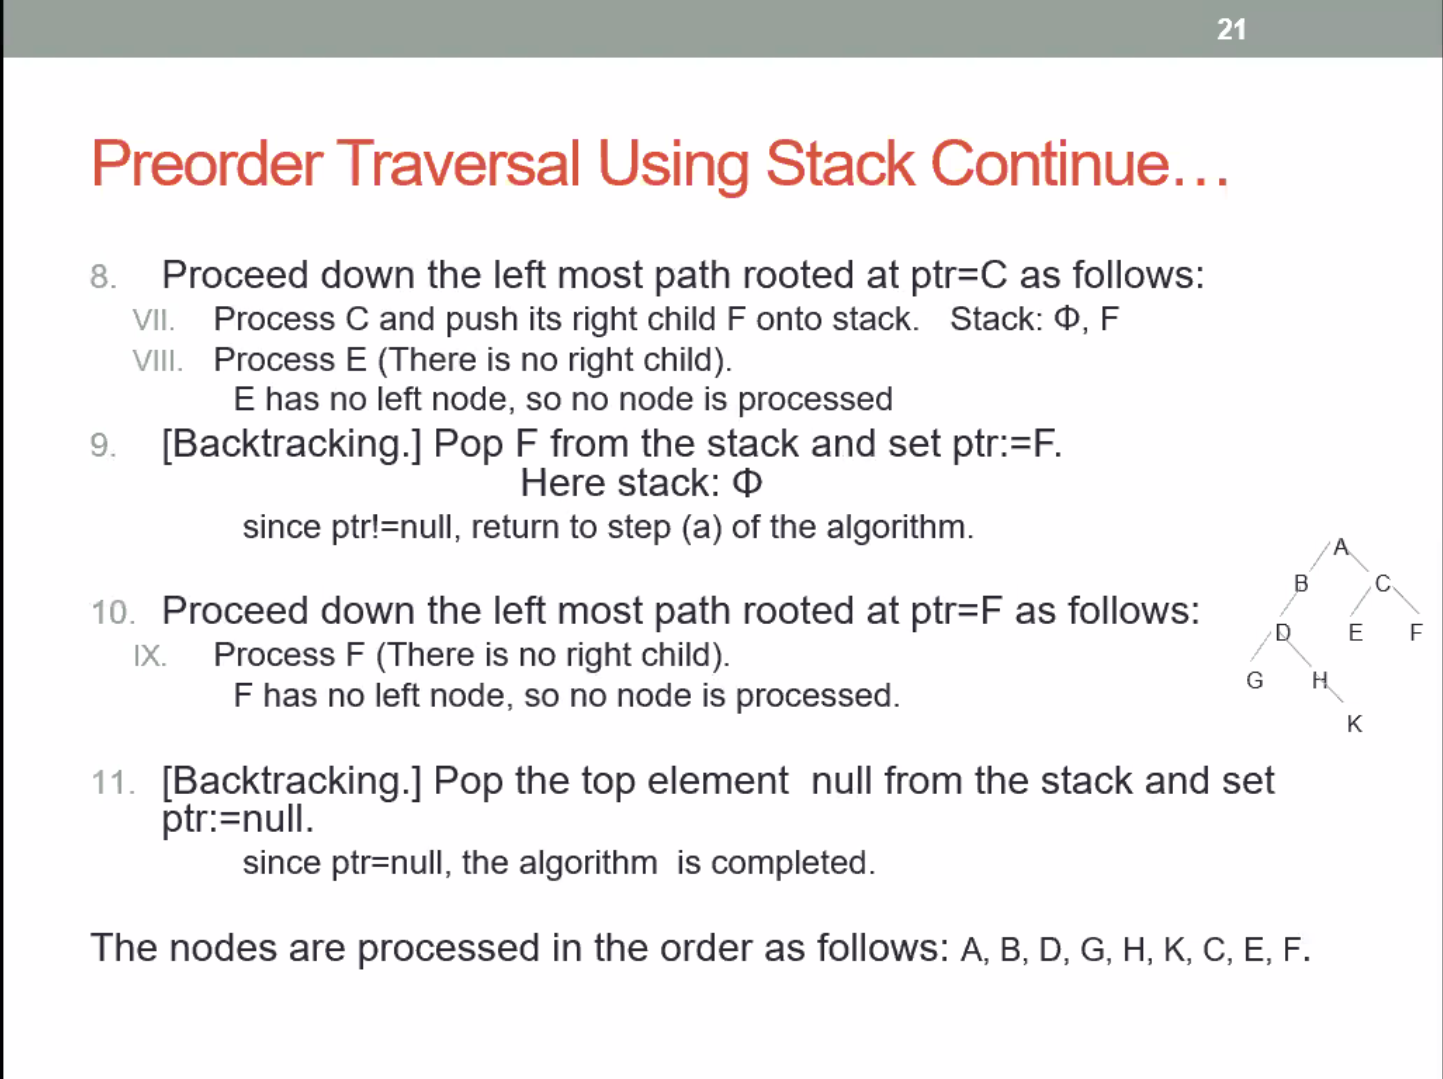 21
Preorder Traversal Using Stack Continue…
8. Proceed down the left most path rooted at ptr=C as follows:
VII. Process C and push its right child F onto stack. Stack: Φ, F
VIII. Process E (There is no right child).
E has no left node, so no node is processed
9. [Backtracking.] Pop F from the stack and set ptr:=F.
Here stack: Φ
since ptr!=null, return to step (a) of the algorithm.
10. Proceed down the left most path rooted at ptr=F as follows:
IX. Process F (There is no right child).
F has no left node, so no node is processed.
11. [Backtracking.] Pop the top element null from the stack and set
ptr:=null.
since ptr=null, the algorithm is completed.
The nodes are processed in the order as follows: A, B, D, G, H, K, C, E, F.
A
B C
D E F
G H
K